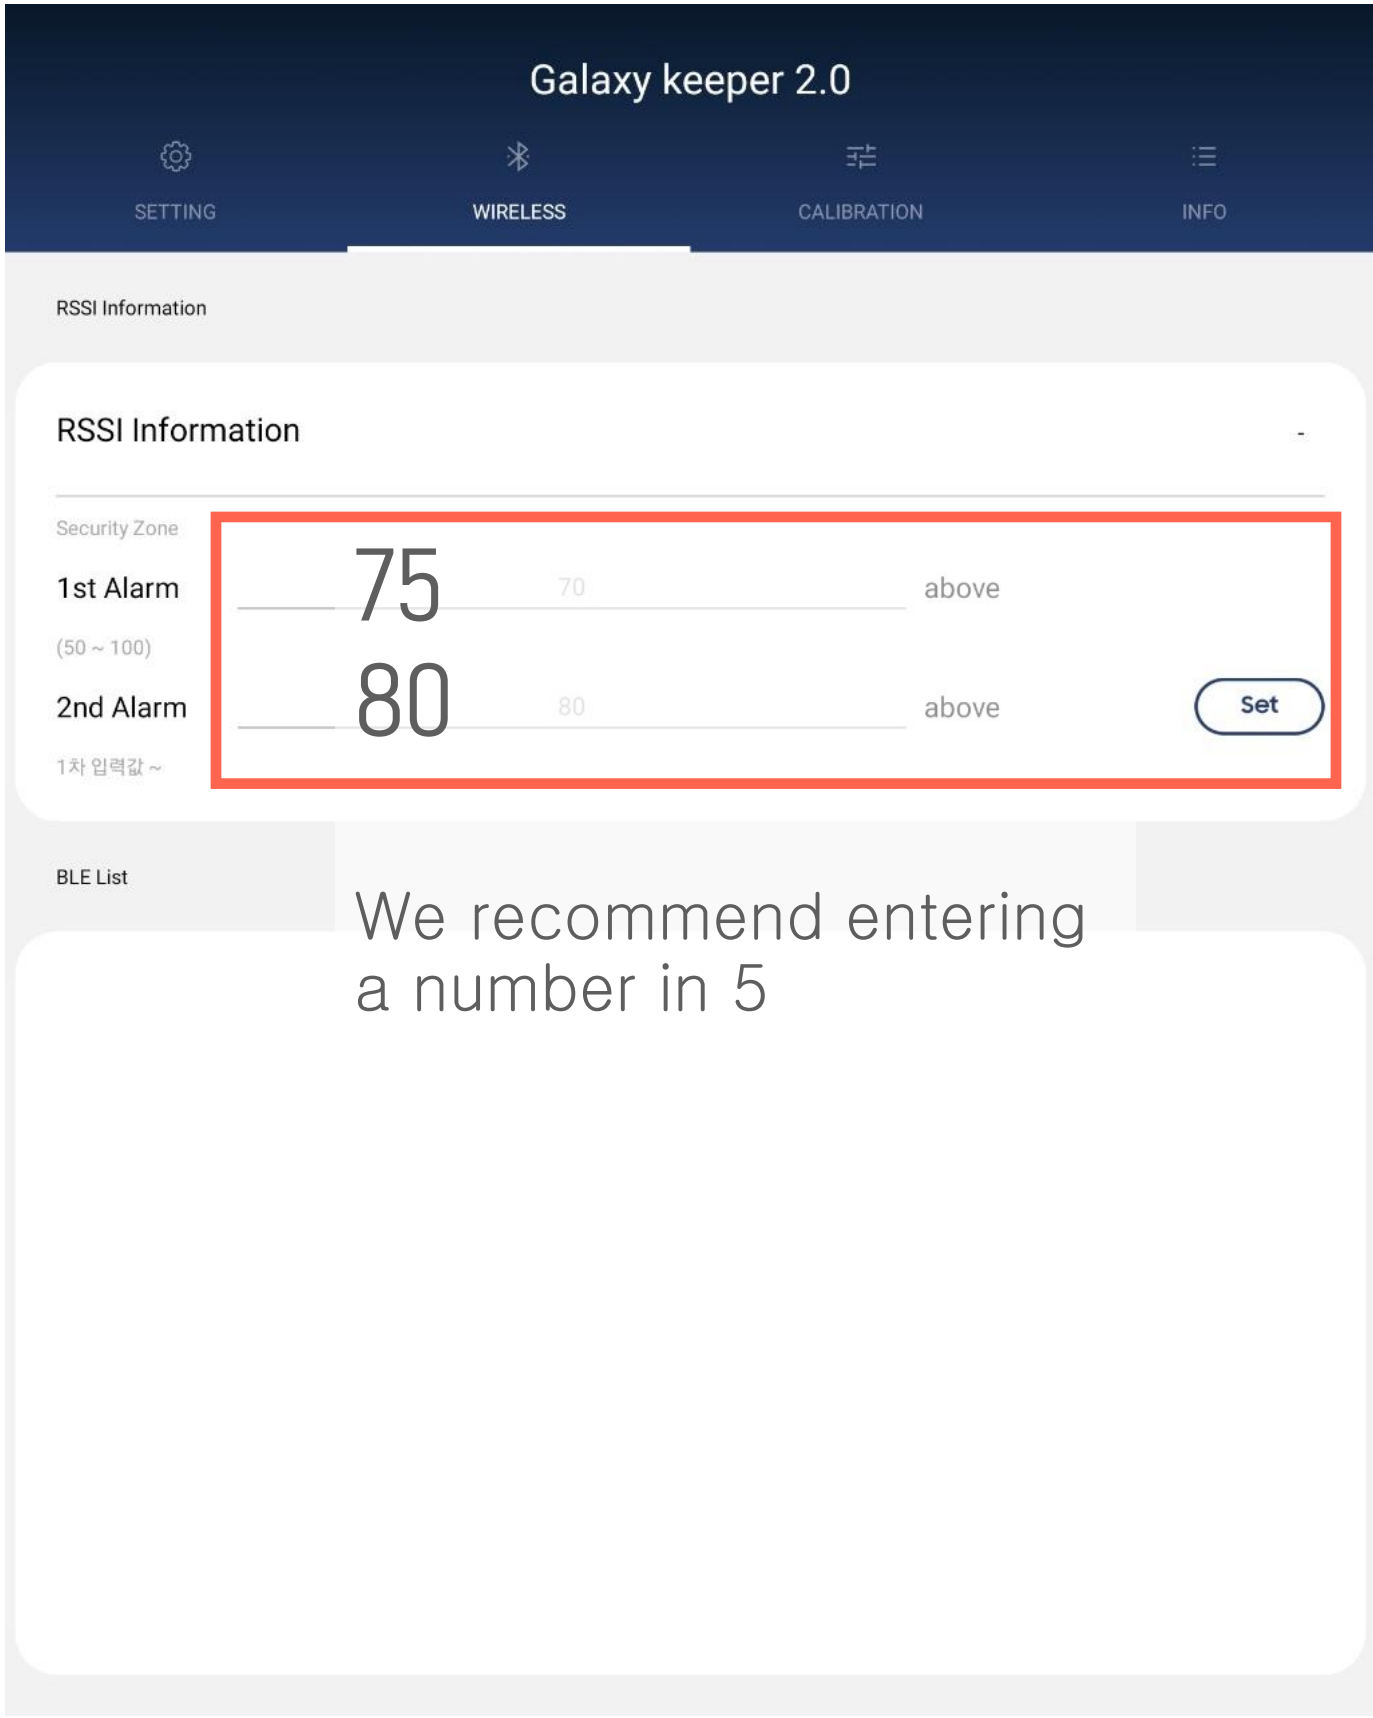 Galaxy keeper 2.0
SETTING
WIRELESS
CALIBRATION
INFO
RSSI Information
RSSI Information -
Security Zone
1st Alarm 75 70 above
(50 ~ 100)
2nd Alarm 80 80 above Set
1차 입력값 ~
BLE List
We recommend entering
a number in 5